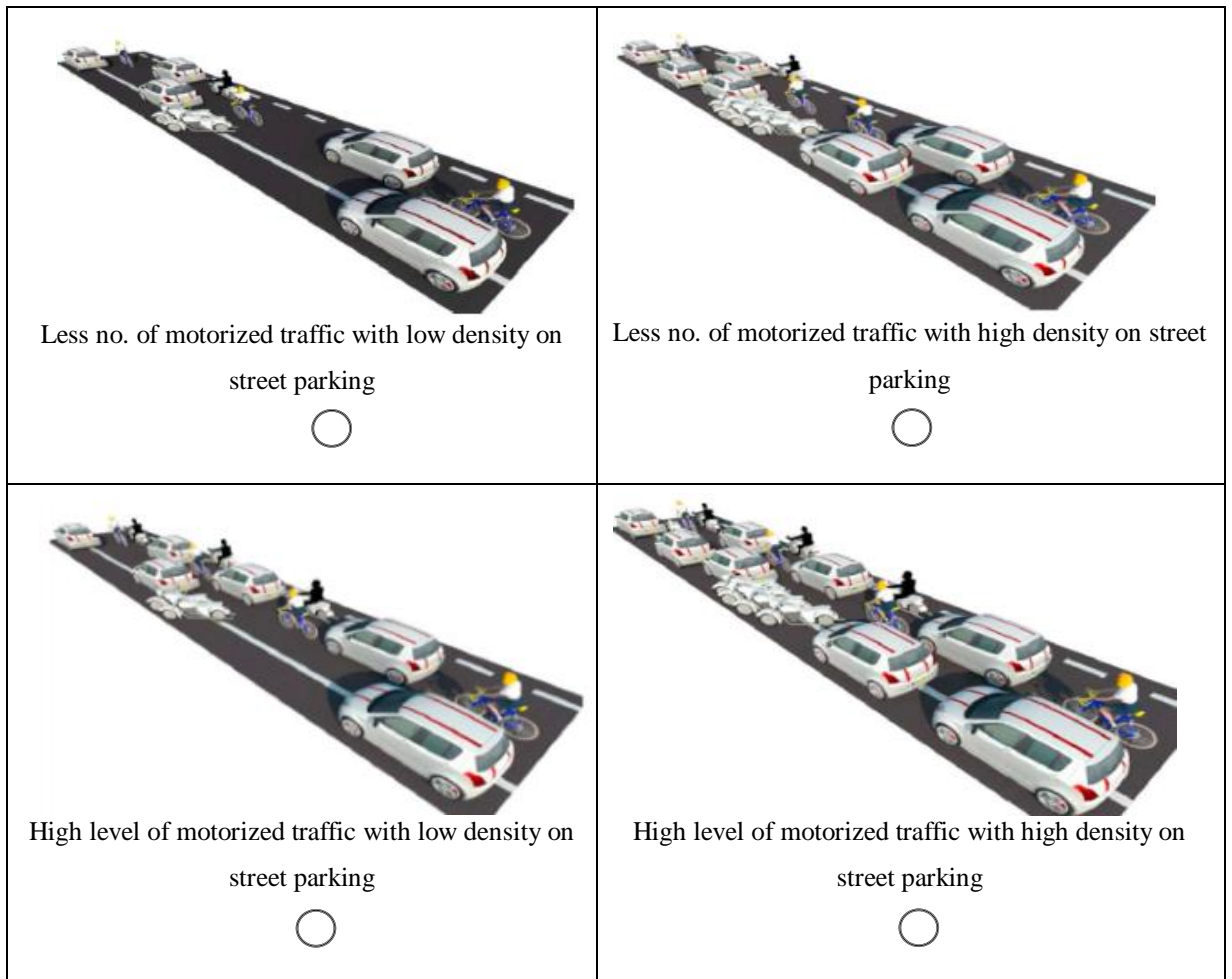 Less no. of motorized traffic with low density on
street parking
Less no. of motorized traffic with high density on street
parking
High level of motorized traffic with low density on
street parking
High level of motorized traffic with high density on
street parking